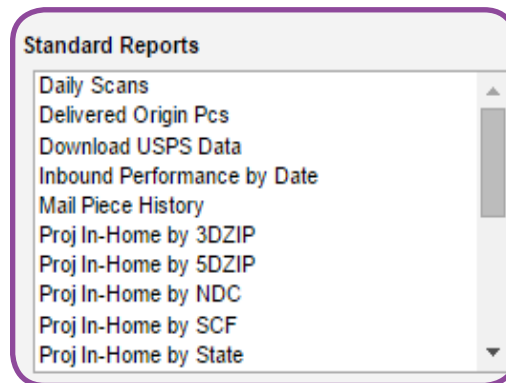 Standard Reports
Daily Scans
Delivered Origin Pcs
Download USPS Data
Inbound Performance by Date
Mail Piece History
Proj In-Home by 3DZIP
Proj In-Home by 5DZIP
Proj In-Home by NDC
Proj In-Home by SCF
Proj In-Home by State